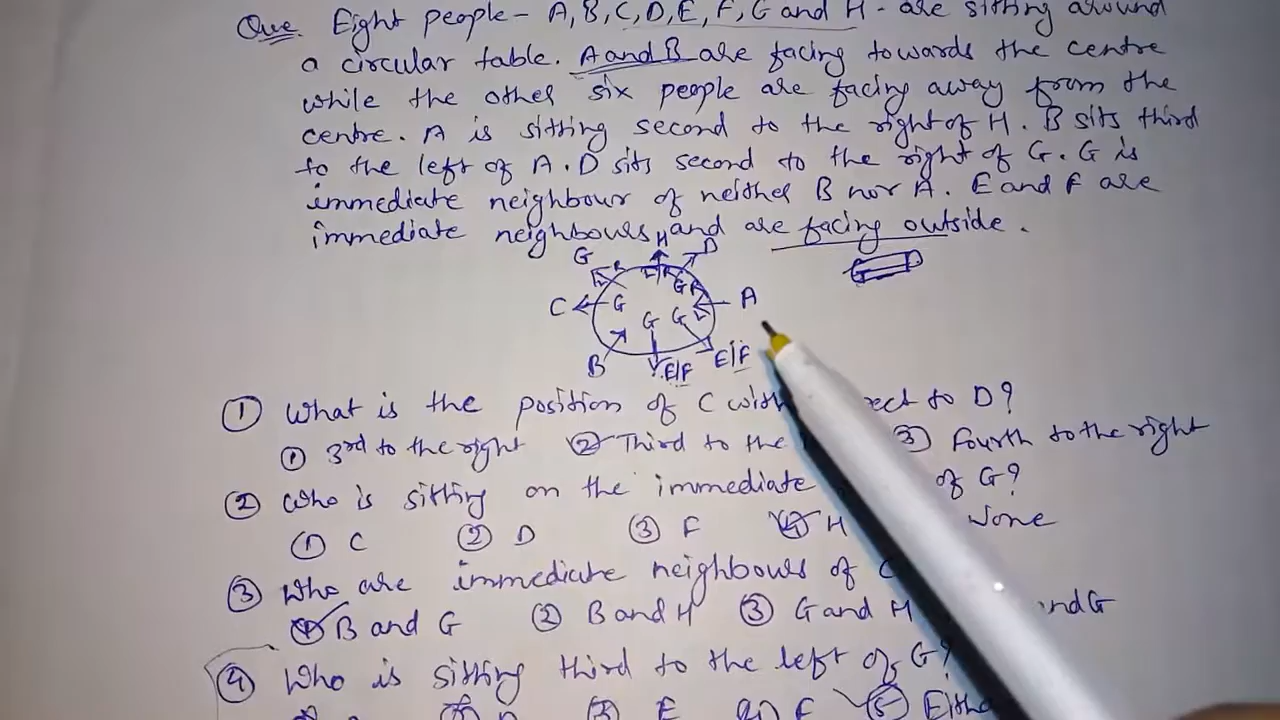 Que. Eight people - A, B, C, D, E, F, G and H - are sitting around
a circular table. A and B are facing towards the centre
while the other six people are facing away from the
centre. A is sitting second to the right of H. B sits third
to the left of A. D sits second to the right of G. G is
immediate neighbour of neither B nor A. E and F are
immediate neighbours and are facing outside.
G H D
C G A
B E/F E/F
① What is the position of C with ect to D?
① 3rd to the right ② Third to the ③ Fourth to the right
② Who is sitting on the immediate of G?
① C ② D ③ F ④ H None
③ Who are immediate neighbours of
① B and G ② B and H ③ G and H nd G
④ Who is sitting third to the left of G?
③ E ④ F ⑤ Eithe